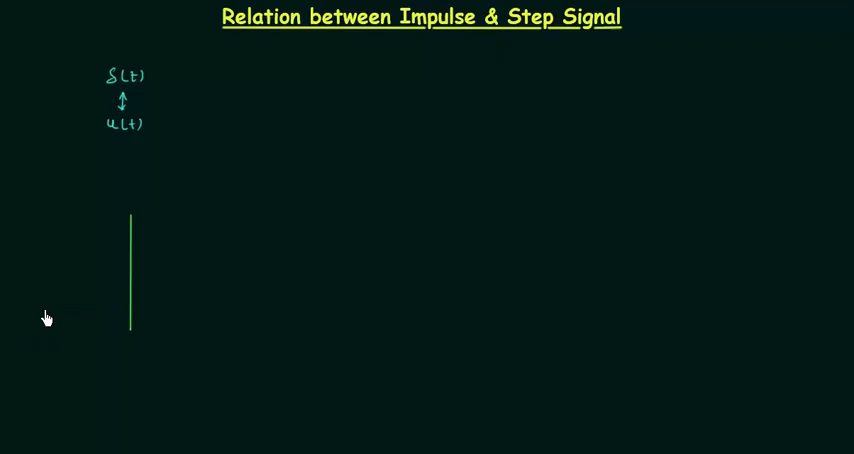 Relation between Impulse & Step Signal
δ(t)
↕
u(t)